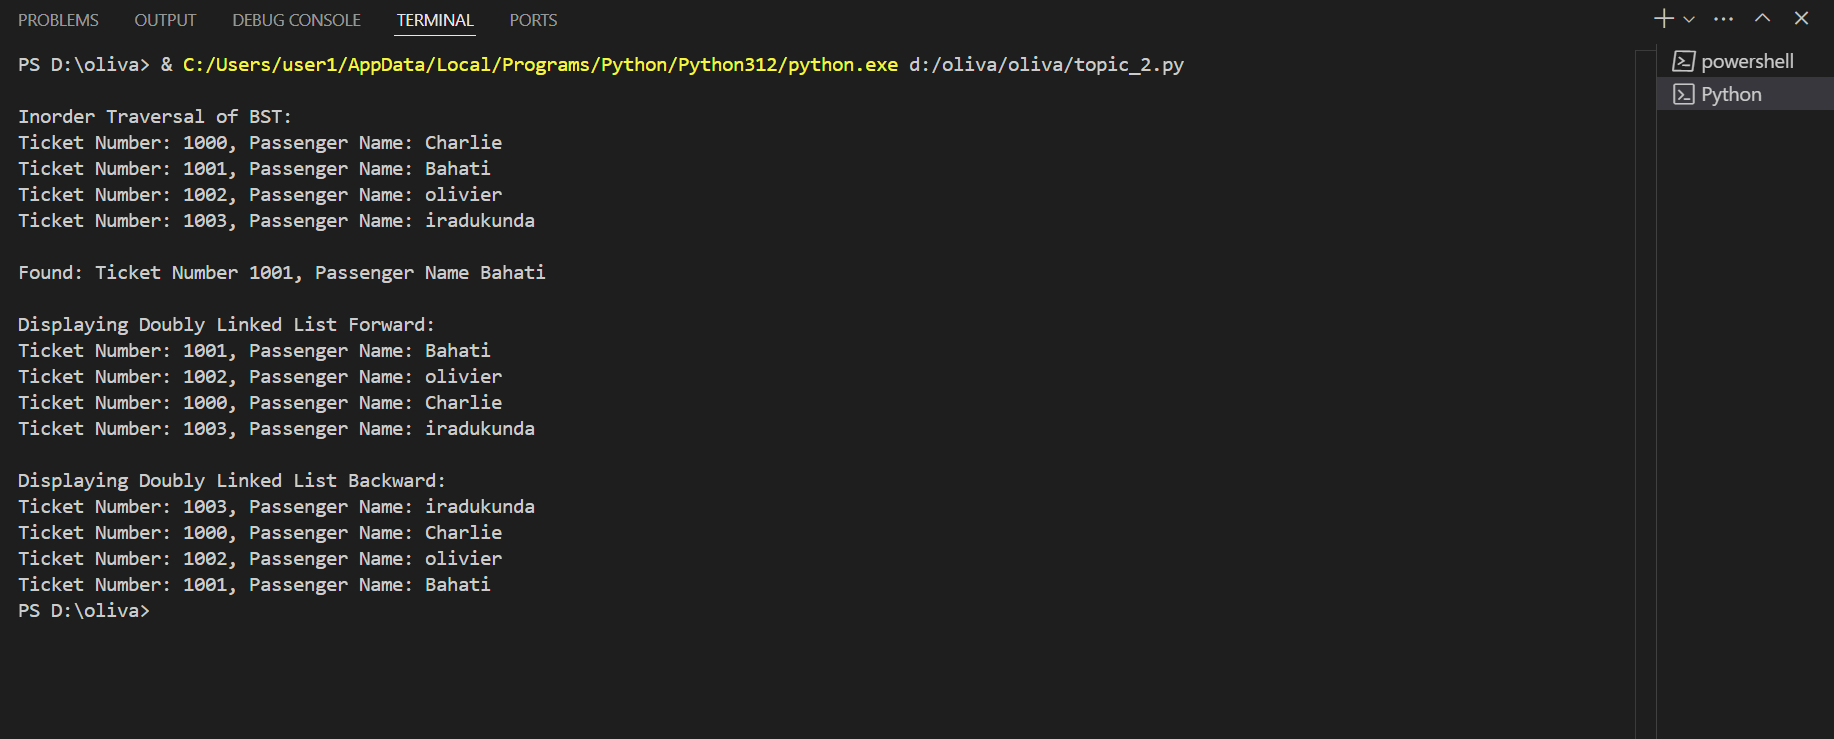 PROBLEMS OUTPUT DEBUG CONSOLE TERMINAL PORTS
PS D:\oliva> & C:/Users/user1/AppData/Local/Programs/Python/Python312/python.exe d:/oliva/oliva/topic_2.py
Inorder Traversal of BST:
Ticket Number: 1000, Passenger Name: Charlie
Ticket Number: 1001, Passenger Name: Bahati
Ticket Number: 1002, Passenger Name: olivier
Ticket Number: 1003, Passenger Name: iradukunda
Found: Ticket Number 1001, Passenger Name Bahati
Displaying Doubly Linked List Forward:
Ticket Number: 1001, Passenger Name: Bahati
Ticket Number: 1002, Passenger Name: olivier
Ticket Number: 1000, Passenger Name: Charlie
Ticket Number: 1003, Passenger Name: iradukunda
Displaying Doubly Linked List Backward:
Ticket Number: 1003, Passenger Name: iradukunda
Ticket Number: 1000, Passenger Name: Charlie
Ticket Number: 1002, Passenger Name: olivier
Ticket Number: 1001, Passenger Name: Bahati
PS D:\oliva>
powershell
Python